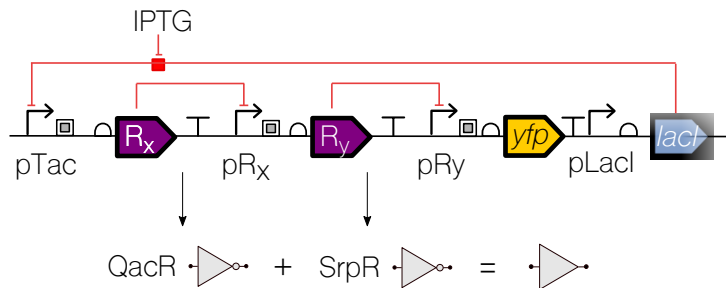 IPTG
Rx Ry yfp lacI
pTac pRx pRy pLacI
QacR + SrpR =